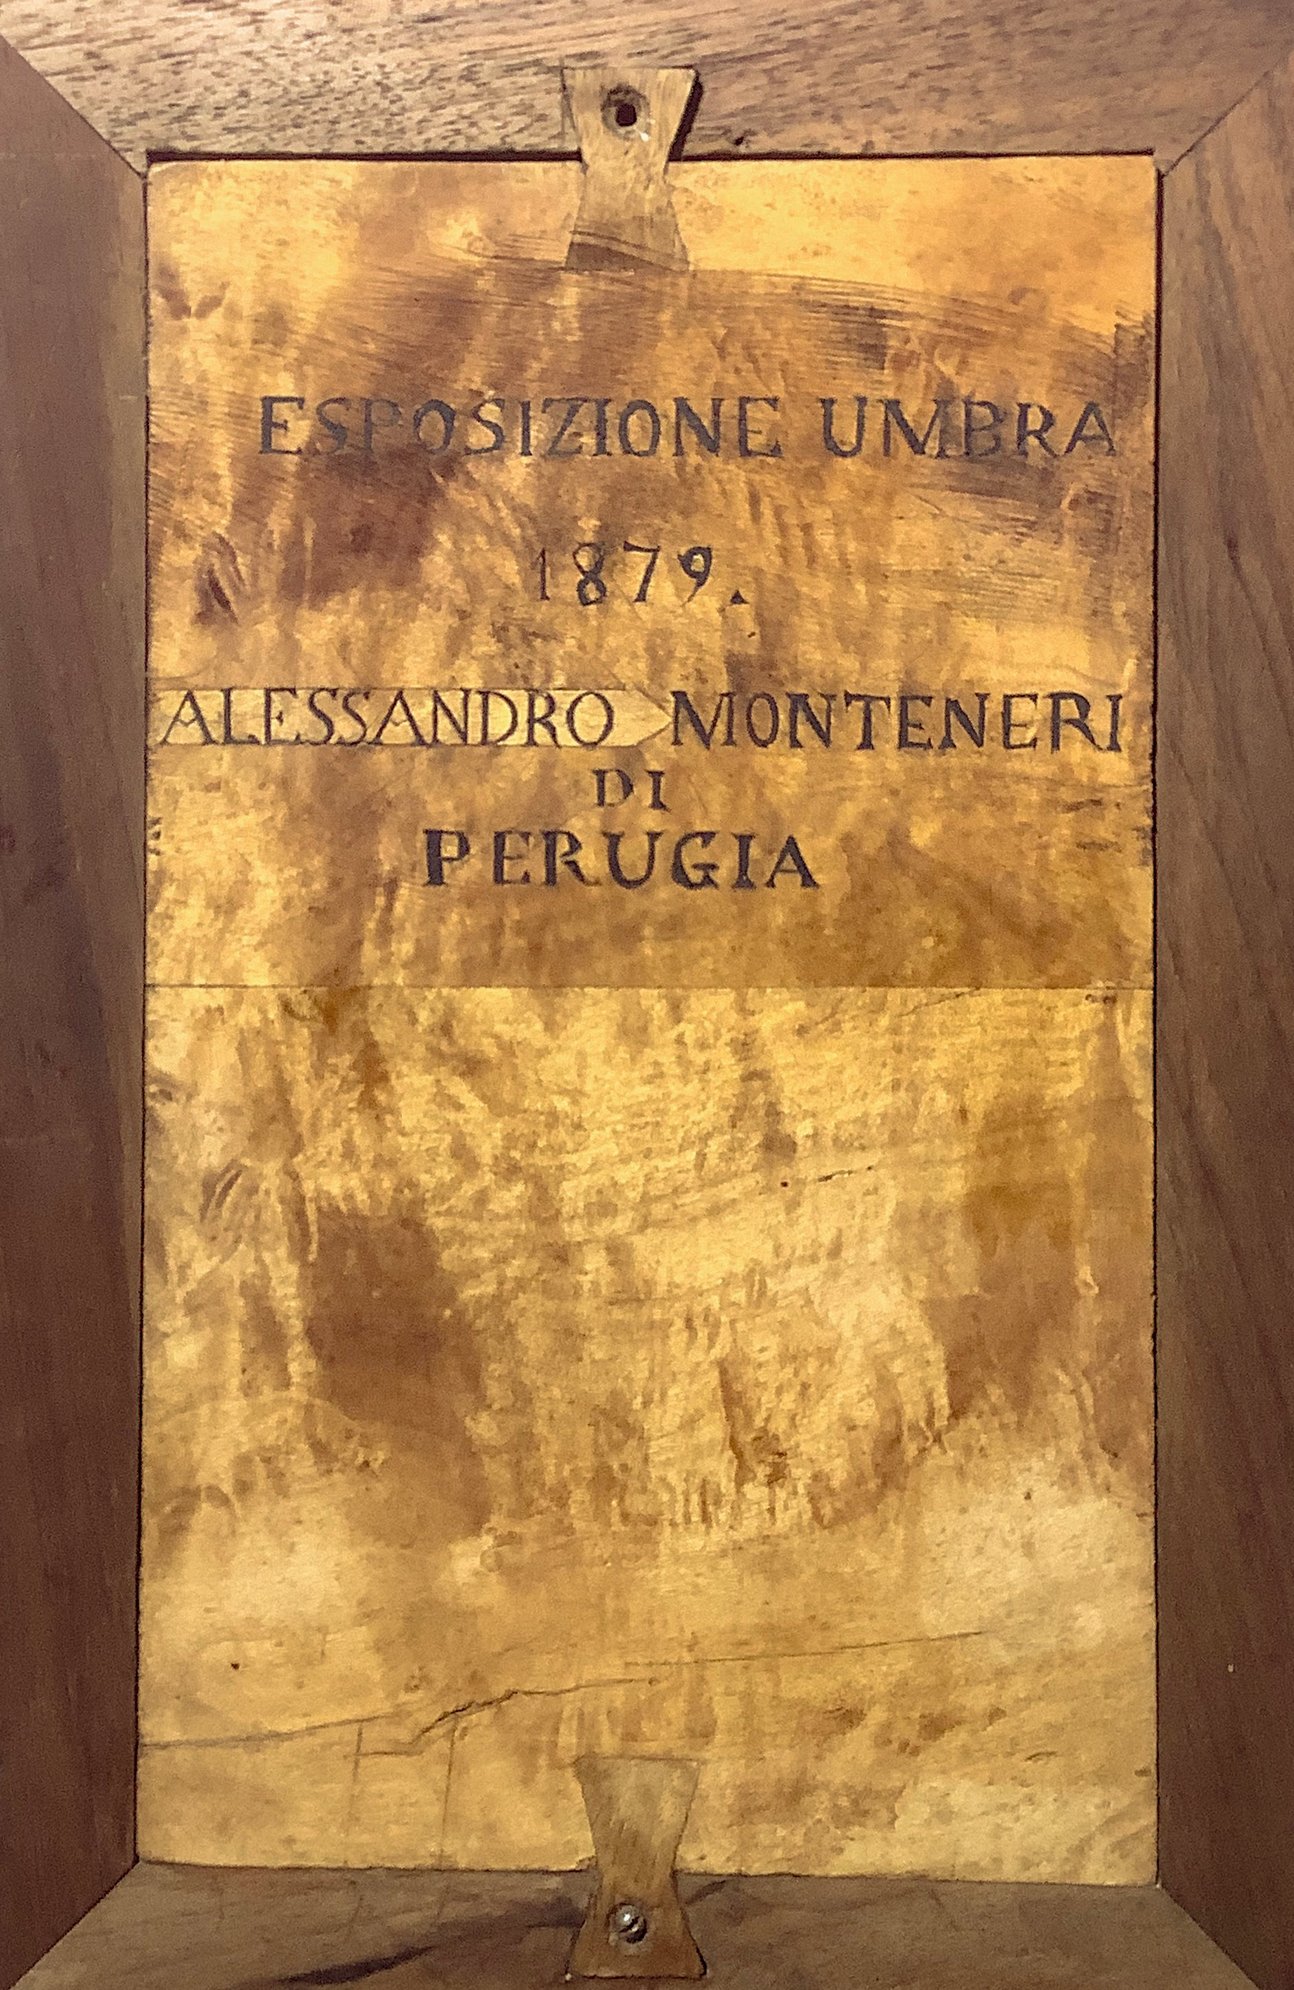 ESPOSIZIONE UMBRA
1879.
ALESSANDRO MONTENERI
DI
PERUGIA